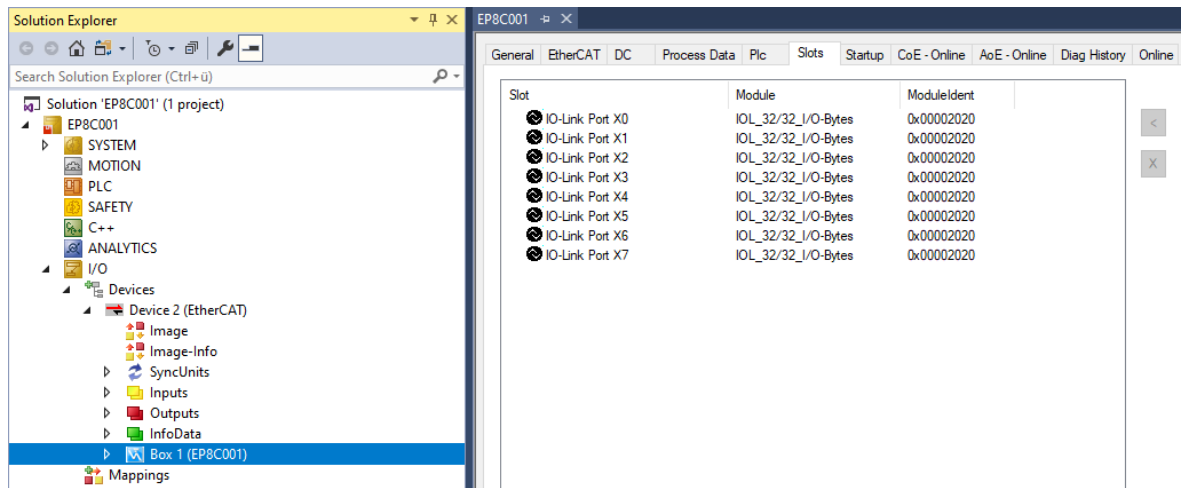 Solution Explorer
Search Solution Explorer (Ctrl+ü)
Solution 'EP8C001' (1 project)
EP8C001
SYSTEM
MOTION
PLC
SAFETY
C++
ANALYTICS
I/O
Devices
Device 2 (EtherCAT)
Image
Image-Info
SyncUnits
Inputs
Outputs
InfoData
Box 1 (EP8C001)
Mappings
EP8C001
General EtherCAT DC Process Data Plc Slots Startup CoE - Online AoE - Online Diag History Online
Slot Module ModuleIdent
IO-Link Port X0 IOL_32/32_I/O-Bytes 0x00002020
IO-Link Port X1 IOL_32/32_I/O-Bytes 0x00002020
IO-Link Port X2 IOL_32/32_I/O-Bytes 0x00002020
IO-Link Port X3 IOL_32/32_I/O-Bytes 0x00002020
IO-Link Port X4 IOL_32/32_I/O-Bytes 0x00002020
IO-Link Port X5 IOL_32/32_I/O-Bytes 0x00002020
IO-Link Port X6 IOL_32/32_I/O-Bytes 0x00002020
IO-Link Port X7 IOL_32/32_I/O-Bytes 0x00002020
<
X